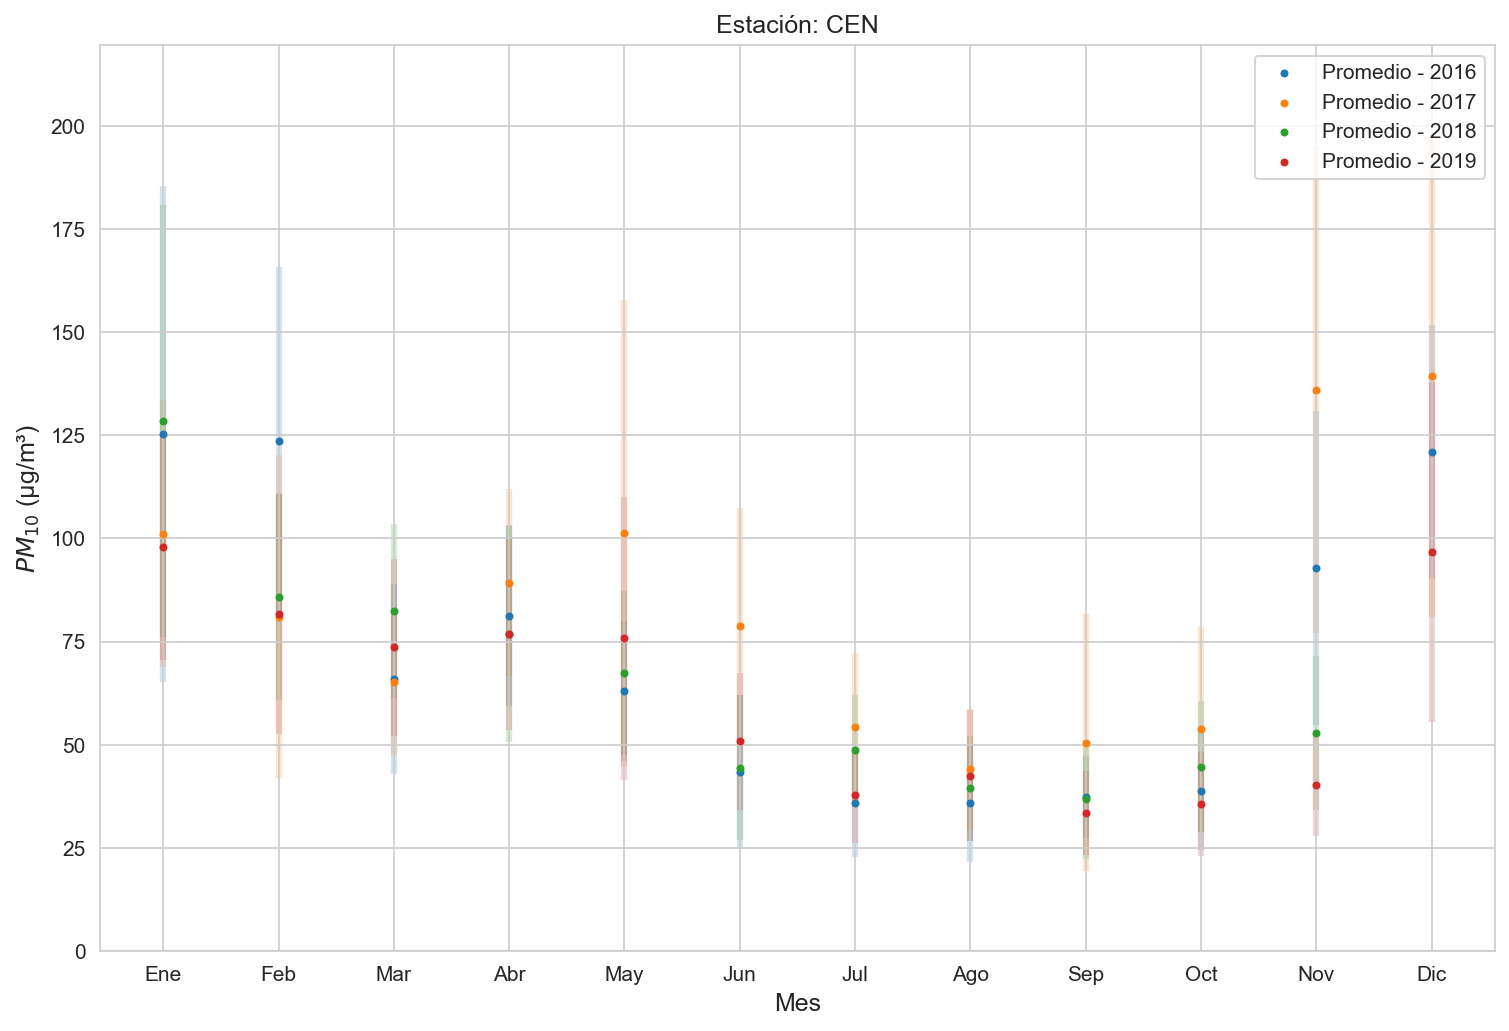 Estación: CEN
Promedio - 2016
Promedio - 2017
Promedio - 2018
Promedio - 2019
PM₁₀ (µg/m³)
200
175
150
125
100
75
50
25
0
Ene Feb Mar Abr May Jun Jul Ago Sep Oct Nov Dic
Mes